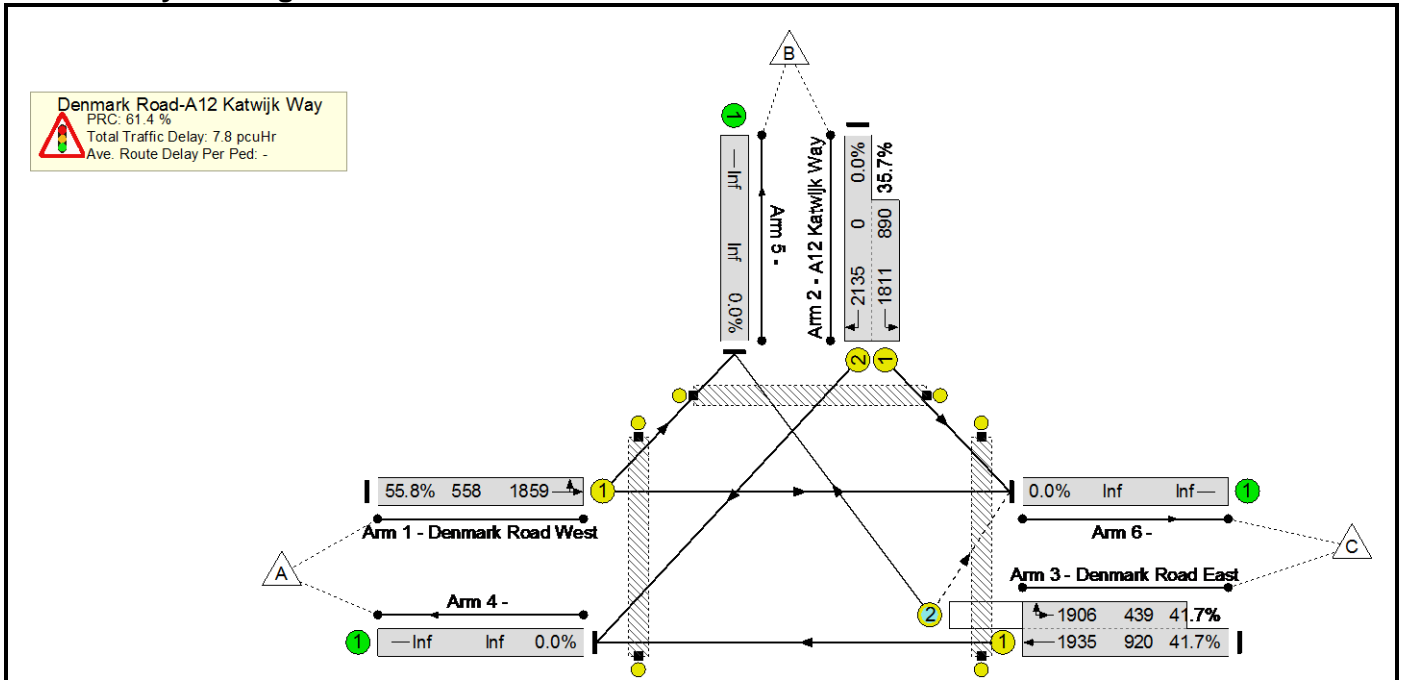 Denmark Road-A12 Katwijk Way
PRC: 61.4 %
Total Traffic Delay: 7.8 pcuHr
Ave. Route Delay Per Ped: -
B
1
Inf Inf 0.0%
Arm 5 -
Arm 2 - A12 Katwijk Way
2135 0 0.0%
1811 890 35.7%
2 1
55.8% 558 1859
1
Arm 1 - Denmark Road West
0.0% Inf Inf
1
Arm 6 -
A
C
Arm 4 -
1
Inf Inf 0.0%
Arm 3 - Denmark Road East
2
1906 439 41.7%
1
1935 920 41.7%